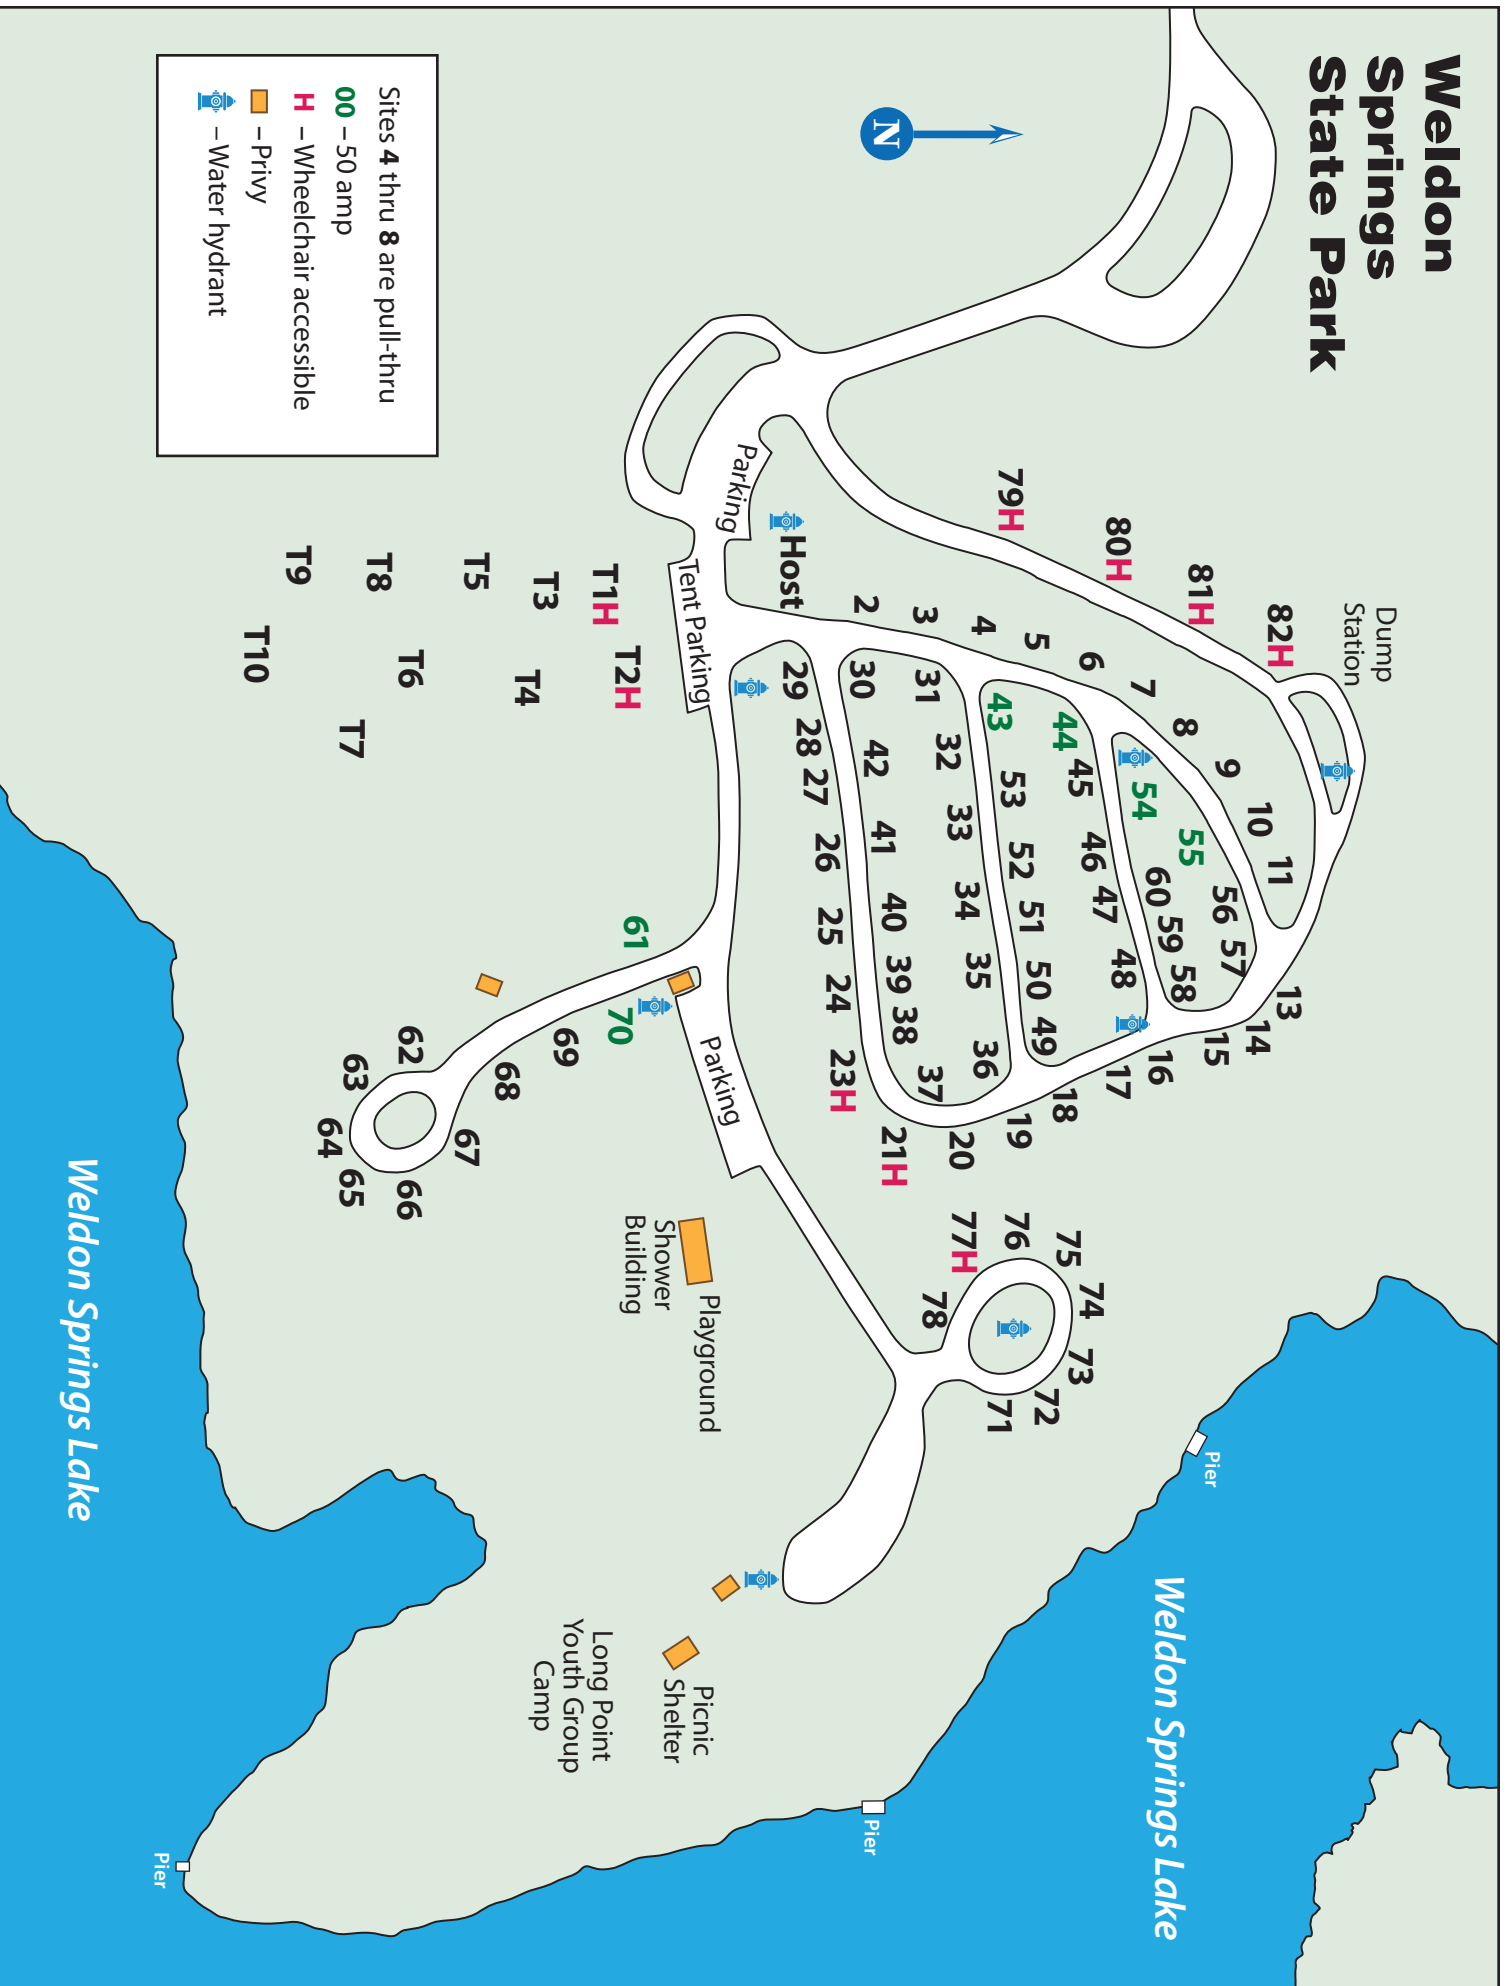 Weldon
Springs
State Park
N
Sites 4 thru 8 are pull-thru
00 – 50 amp
H – Wheelchair accessible
– Privy
– Water hydrant
Dump
Station
79H
80H
81H
82H
Parking
Host
Tent Parking
2
3
4
5
6
7
8
9
10
11
13
14
15
16
17
18
19
20
21H
23H
24
25
26
27
28
29
30
31
32
33
34
35
36
37
38
39
40
41
42
43
44
45
46
47
48
49
50
51
52
53
54
55
56
57
58
59
60
T1H
T2H
T3
T4
T5
T6
T7
T8
T9
T10
61
62
63
64
65
66
67
68
69
70
Parking
71
72
73
74
75
76
77H
78
Shower
Building
Playground
Picnic
Shelter
Long Point
Youth Group
Camp
Pier
Pier
Pier
Weldon Springs Lake
Weldon Springs Lake